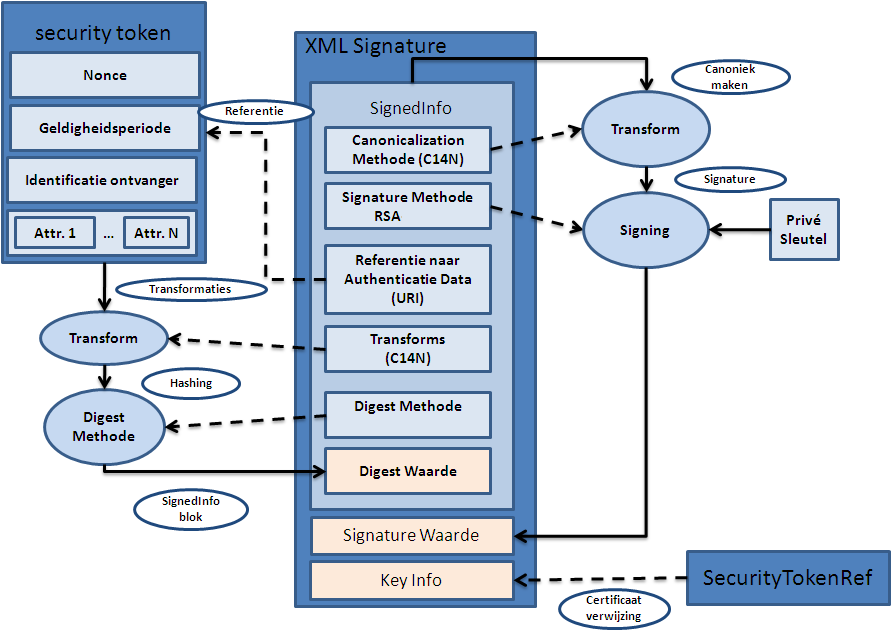 security token
Nonce
Geldigheidsperiode
Identificatie ontvanger
Attr. 1 ... Attr. N
Referentie
Transformaties
Transform
Hashing
Digest
Methode
SignedInfo
blok
XML Signature
SignedInfo
Canonicalization
Methode (C14N)
Signature Methode
RSA
Referentie naar
Authenticatie Data
(URI)
Transforms
(C14N)
Digest Methode
Digest Waarde
Signature Waarde
Key Info
Canoniek
maken
Transform
Signature
Signing
Privé
Sleutel
SecurityTokenRef
Certificaat
verwijzing